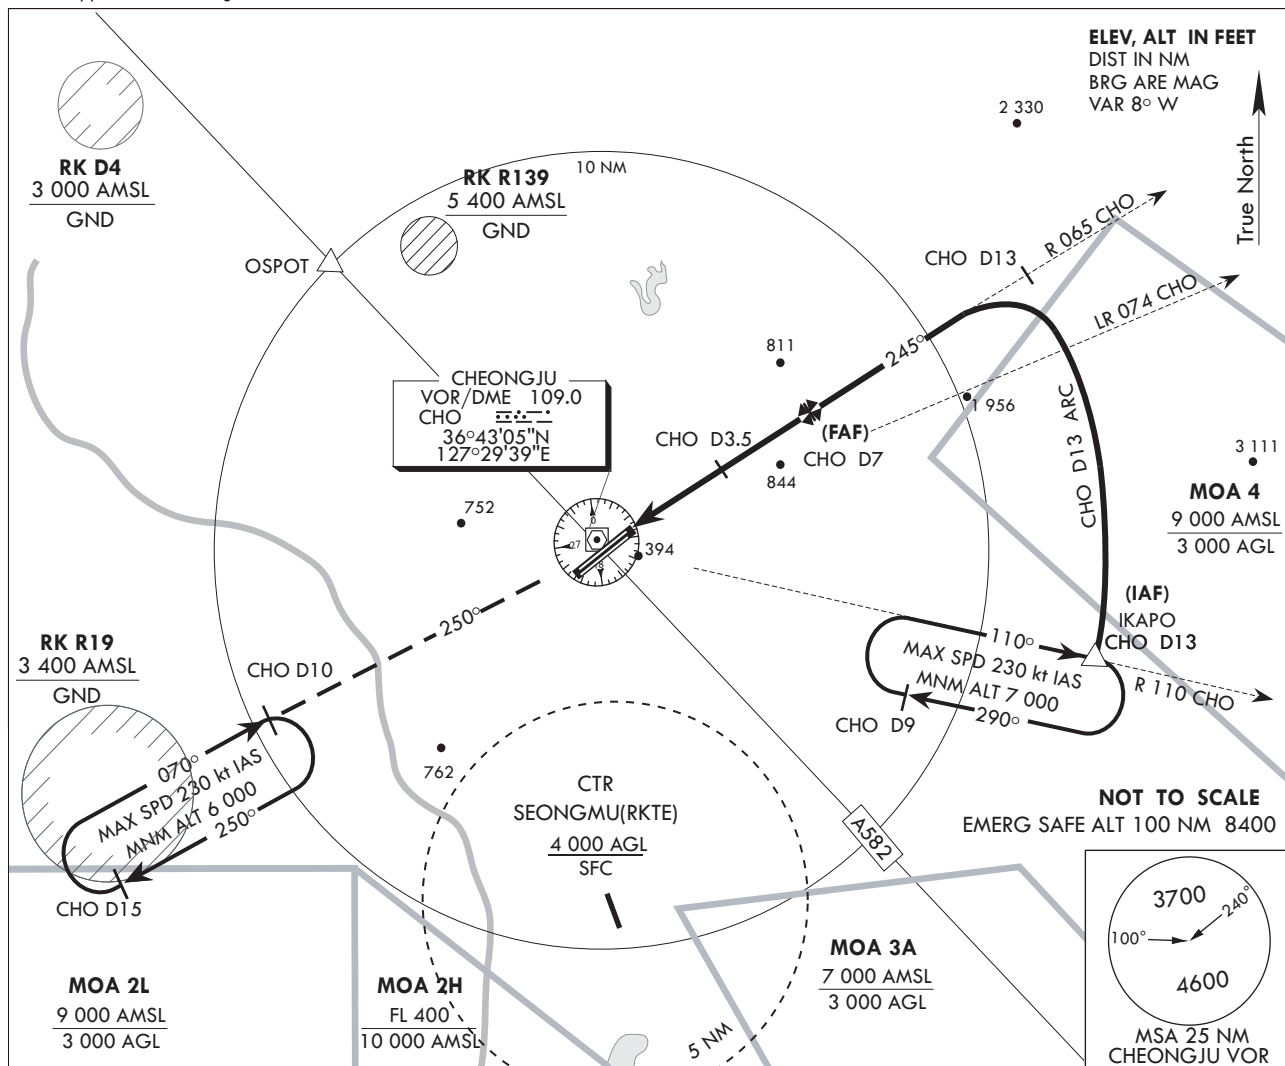 ELEV, ALT IN FEET
DIST IN NM
BRG ARE MAG
VAR 8° W
True North
2 330
RK D4
3 000 AMSL
GND
RK R139
5 400 AMSL
GND
10 NM
OSPOT
CHO D13
R 065 CHO
LR 074 CHO
245°
811
1 956
CHEONGJU
VOR/DME 109.0
CHO
36°43'05"N
127°29'39"E
(FAF)
CHO D7
CHO D3.5
844
CHO D13 ARC
3 111
MOA 4
9 000 AMSL
3 000 AGL
752
0
27
18
394
(IAF)
IKAPO
CHO D13
110°
MAX SPD 230 kt IAS
MNM ALT 7 000
290°
R 110 CHO
CHO D9
250°
RK R19
3 400 AMSL
GND
CHO D10
070°
MAX SPD 230 kt IAS
MNM ALT 6 000
250°
CHO D15
762
CTR
SEONGMU(RKTE)
4 000 AGL
SFC
A582
NOT TO SCALE
EMERG SAFE ALT 100 NM 8400
3700
240°
100°
4600
MSA 25 NM
CHEONGJU VOR
MOA 2L
9 000 AMSL
3 000 AGL
MOA 2H
FL 400
10 000 AMSL
5 NM
MOA 3A
7 000 AMSL
3 000 AGL